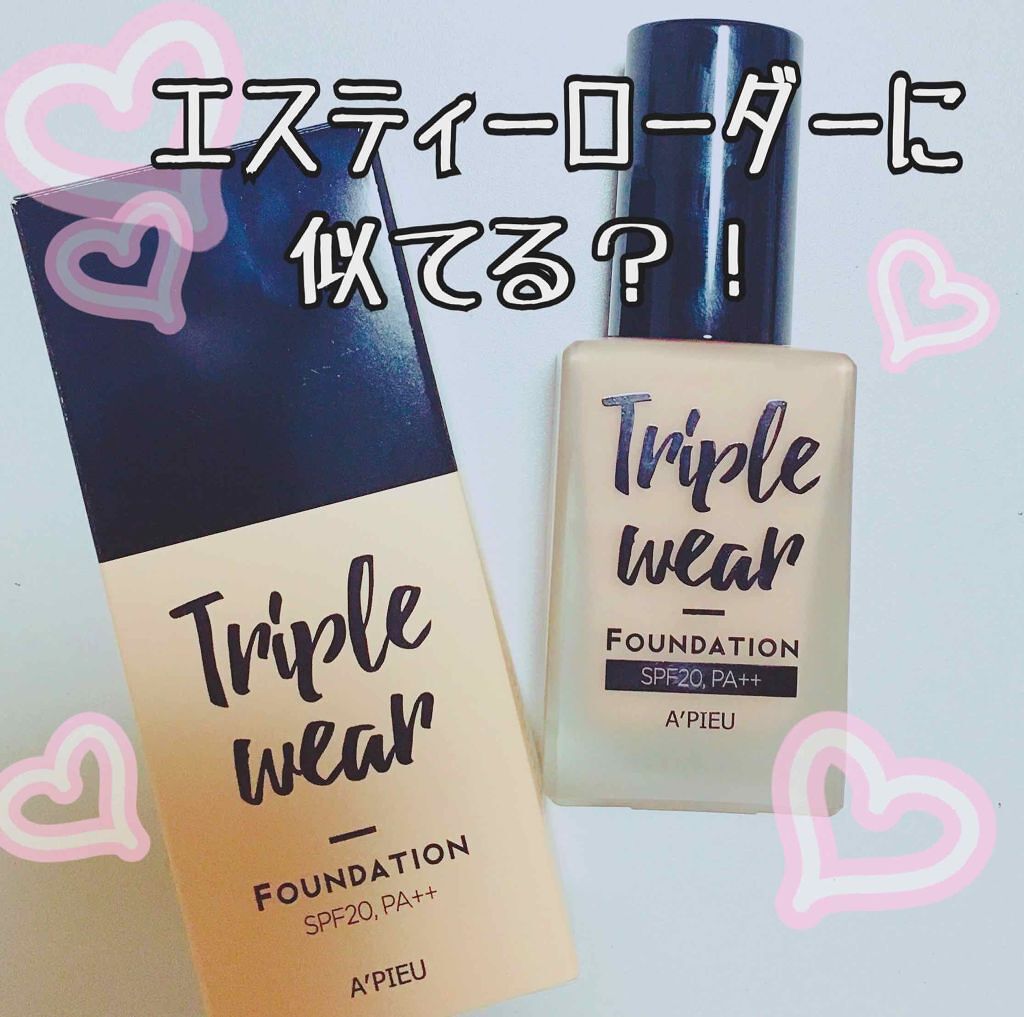 エスティーローダーに
似てる?!
Triple
wear
FOUNDATION
SPF20, PA++
A'PIEU
Triple
wear
FOUNDATION
SPF20, PA++
A'PIEU